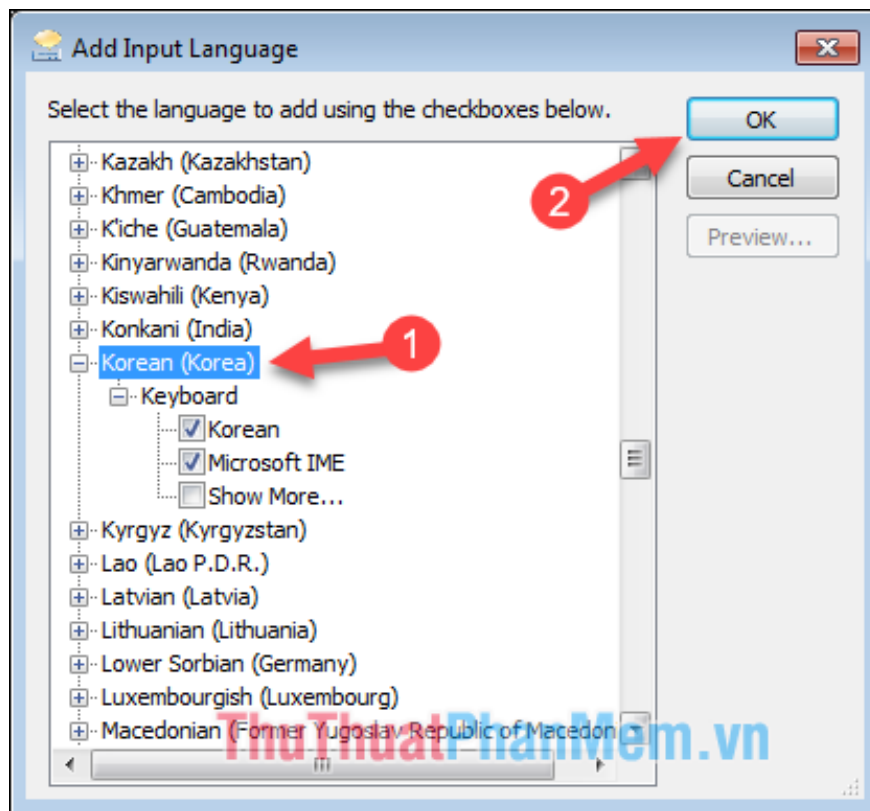 Add Input Language
Select the language to add using the checkboxes below.
OK
Cancel
Preview...
Kazakh (Kazakhstan)
Khmer (Cambodia)
K'iche (Guatemala)
2
Kinyarwanda (Rwanda)
Kiswahili (Kenya)
Konkani (India)
Korean (Korea)
1
Keyboard
Korean
Microsoft IME
Show More...
Kyrgyz (Kyrgyzstan)
Lao (Lao P.D.R.)
Latvian (Latvia)
Lithuanian (Lithuania)
Lower Sorbian (Germany)
Luxembourgish (Luxembourg)
Macedonian (Former Yugoslav Republic of Macedon
ThuThuatPhanMem.vn